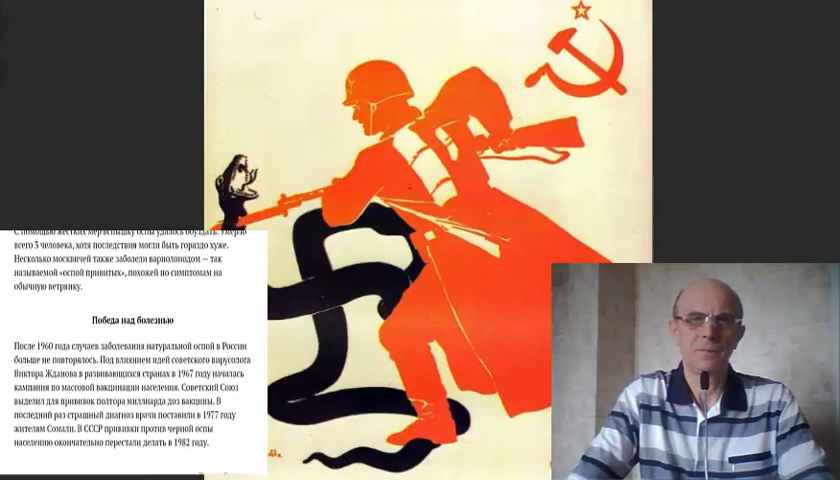 С помощью жестких мер вспышку оспы удалось обуздать. Умерло
всего 3 человека, хотя последствия могли быть гораздо хуже.
Несколько москвичей также заболели вариолоидом — так
называемой «оспой привитых», похожей по симптомам на
обычную ветрянку.
Победа над болезнью
После 1960 года случаев заболевания натуральной оспой в России
больше не повторялось. Под влиянием идей советского вирусолога
Виктора Жданова в развивающихся странах в 1967 году началась
кампания по массовой вакцинации населения. Советский Союз
выделил для прививок полтора миллиарда доз вакцины. В
последний раз страшный диагноз врачи поставили в 1977 году
жителям Сомали. В СССР прививки против черной оспы
населению окончательно перестали делать в 1982 году.